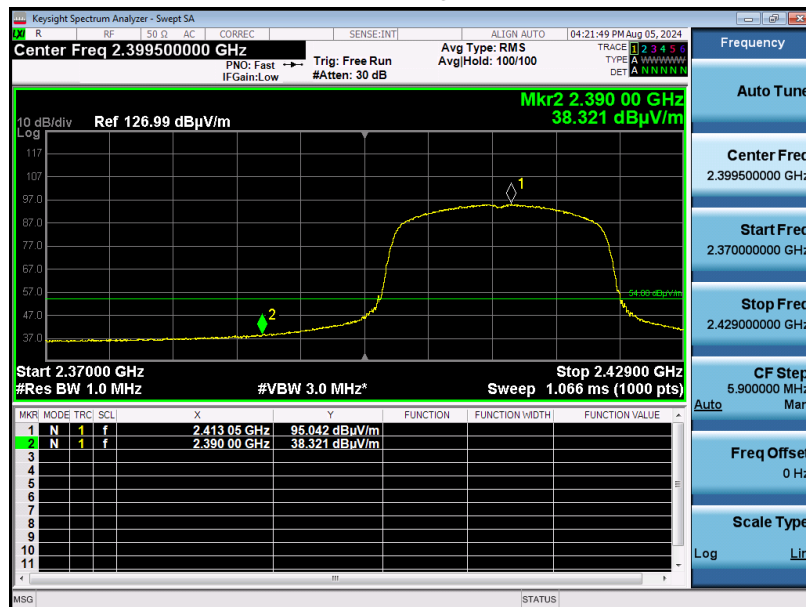 Keysight Spectrum Analyzer - Swept SA
LXI R RF 50 Ω AC CORREC SENSE:INT ALIGN AUTO 04:21:49 PM Aug 05, 2024
Center Freq 2.399500000 GHz
PNO: Fast
IFGain:Low
Trig: Free Run
#Atten: 30 dB
Avg Type: RMS
Avg|Hold: 100/100
TRACE 1 2 3 4 5 6
TYPE A W W W W W
DET A N N N N N
Mkr2 2.390 00 GHz
38.321 dBµV/m
10 dB/div Ref 126.99 dBµV/m
Log
117
107
97.0
87.0
77.0
67.0
57.0
47.0
37.0
1
2
54.00 dBµV/m
Start 2.37000 GHz Stop 2.42900 GHz
#Res BW 1.0 MHz #VBW 3.0 MHz* Sweep 1.066 ms (1000 pts)
MKR MODE TRC SCL X Y FUNCTION FUNCTION WIDTH FUNCTION VALUE
1 N 1 f 2.413 05 GHz 95.042 dBµV/m
2 N 1 f 2.390 00 GHz 38.321 dBµV/m
3
4
5
6
7
8
9
10
11
MSG STATUS
Frequency
Auto Tune
Center Freq
2.399500000 GHz
Start Freq
2.370000000 GHz
Stop Freq
2.429000000 GHz
CF Step
5.900000 MHz
Auto Man
Freq Offset
0 Hz
Scale Type
Log Lin